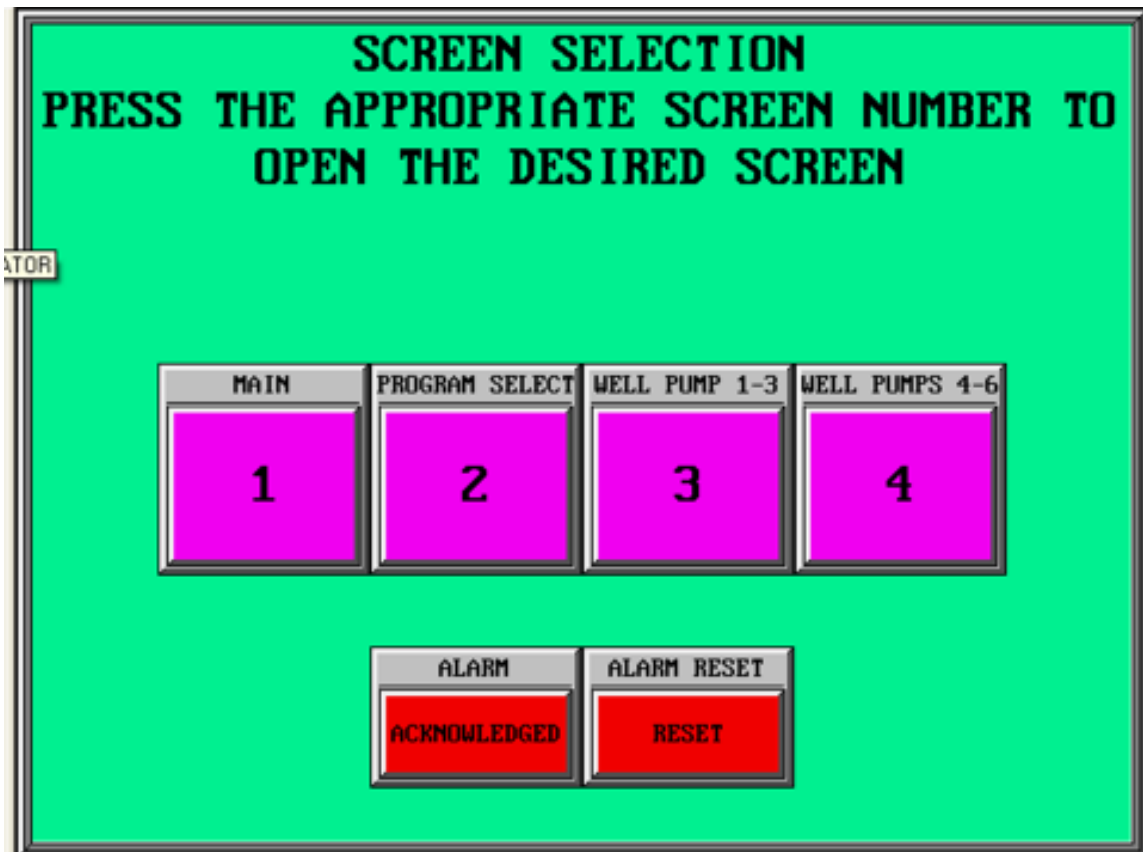 SCREEN SELECTION
PRESS THE APPROPRIATE SCREEN NUMBER TO
OPEN THE DESIRED SCREEN
ATOR
MAIN
PROGRAM SELECT
WELL PUMP 1-3
WELL PUMPS 4-6
1
2
3
4
ALARM
ALARM RESET
ACKNOWLEDGED
RESET